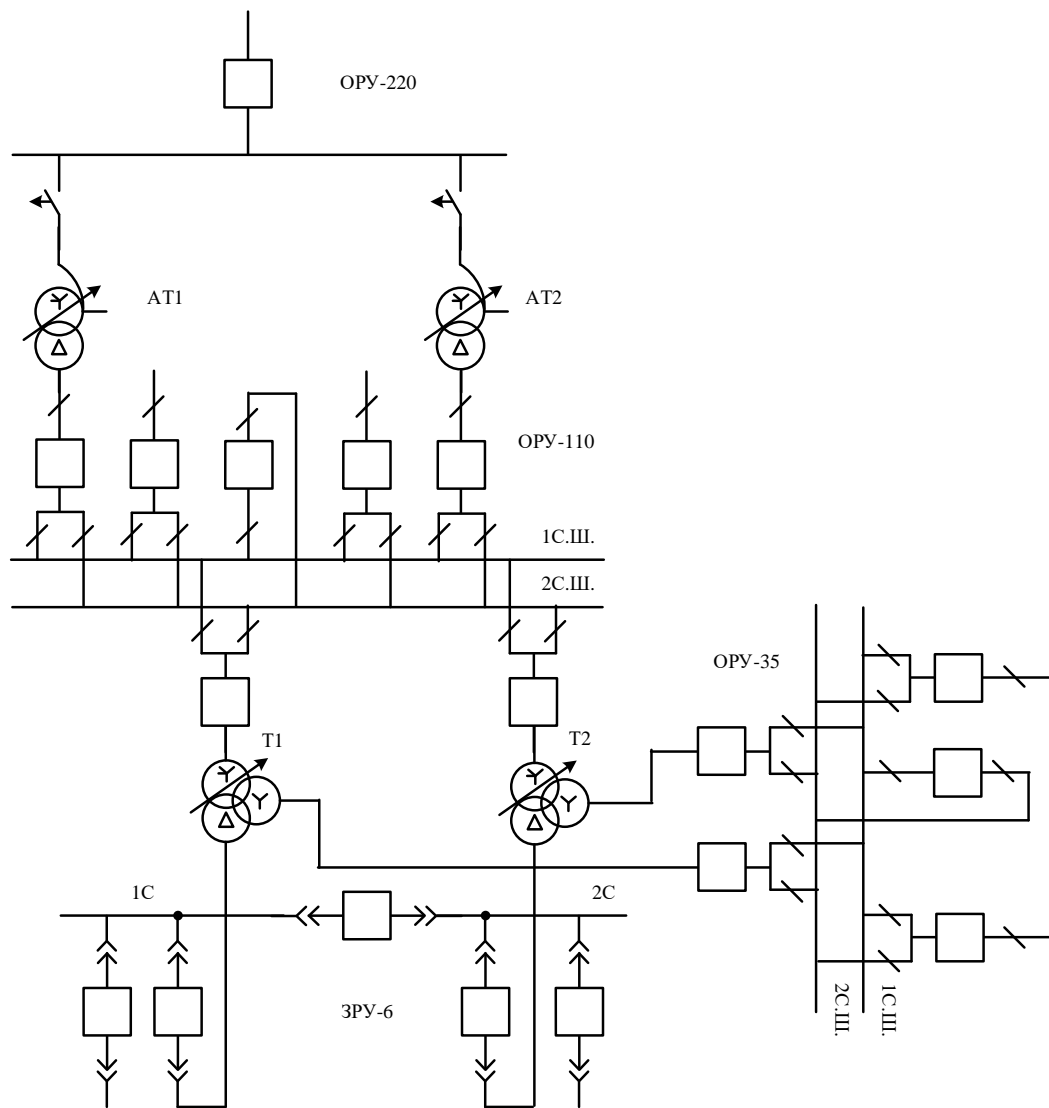 ОРУ-220
АТ1
АТ2
ОРУ-110
1С.Ш.
2С.Ш.
ОРУ-35
Т1
Т2
1С
2С
ЗРУ-6
2С.Ш.
1С.Ш.